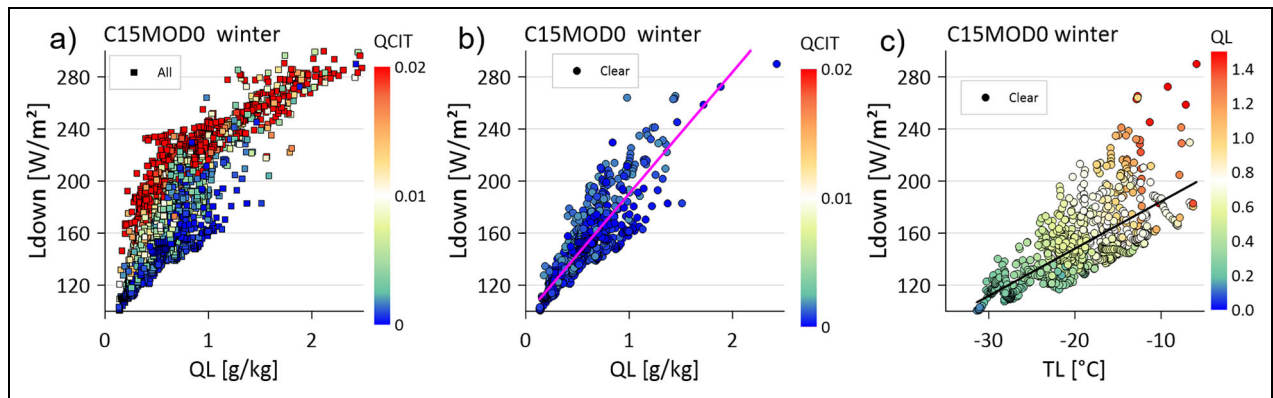 a)
C15MOD0 winter
QCIT
All
Ldown [W/m²]
280
240
200
160
120
0
1
2
QL [g/kg]
0.02
0.01
0
b)
C15MOD0 winter
QCIT
Clear
Ldown [W/m²]
280
240
200
160
120
0
1
2
QL [g/kg]
0.02
0.01
0
c)
C15MOD0 winter
QL
Clear
Ldown [W/m²]
280
240
200
160
120
-30
-20
-10
TL [°C]
1.4
1.2
1.0
0.8
0.6
0.4
0.2
0.0